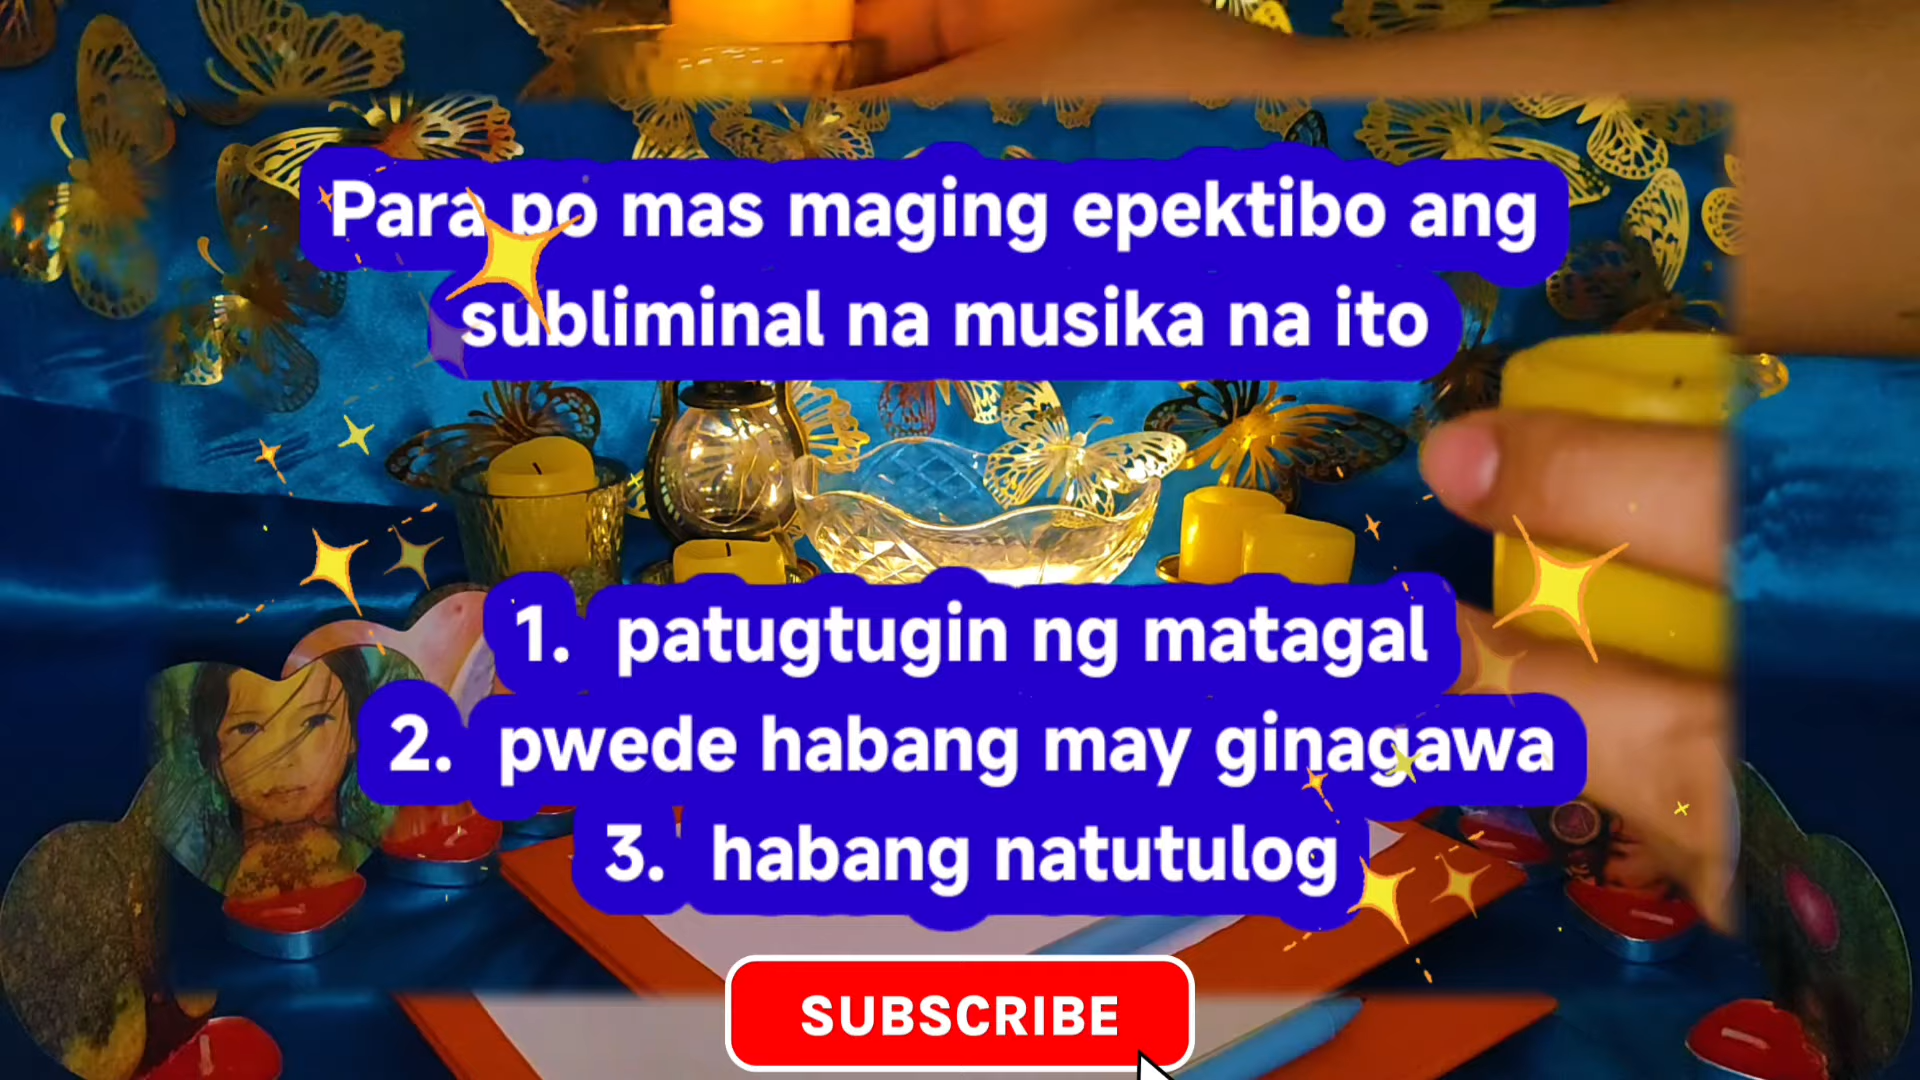 Para po mas maging epektibo ang
subliminal na musika na ito
1. patugtugin ng matagal
2. pwede habang may ginagawa
3. habang natutulog
SUBSCRIBE